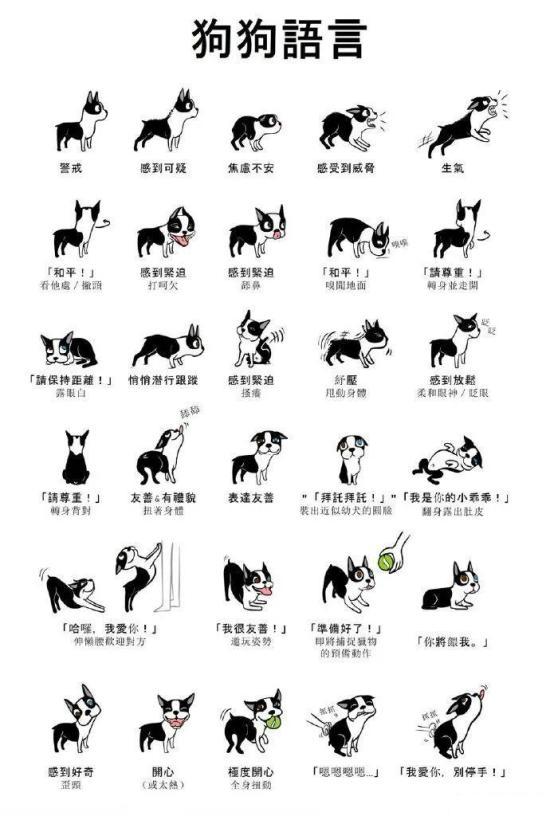 狗狗語言
警戒
感到可疑
焦慮不安
感受到威脅
生氣
「和平！」
看他處／撇頭
感到緊迫
打呵欠
感到緊迫
舔鼻
嗅嗅
「和平！」
嗅聞地面
「請尊重！」
轉身並走開
「請保持距離！」
露眼白
悄悄潛行跟蹤
感到緊迫
搔癢
紓壓
甩動身體
眨
眨
感到放鬆
柔和眼神／眨眼
「請尊重！」
轉身背對
舔舔
友善&有禮貌
扭著身體
表達友善
"「拜託拜託！」"
裝出近似幼犬的圓臉
「我是你的小乖乖！」
翻身露出肚皮
「哈囉，我愛你！」
伸懶腰歡迎對方
「我很友善！」
邀玩姿勢
「準備好了！」
即將捕捉獵物
的預備動作
「你將餵我。」
感到好奇
歪頭
開心
（或太熱）
極度開心
全身扭動
抓抓
「嗯嗯嗯嗯...」
抓抓
「我愛你，別停手！」